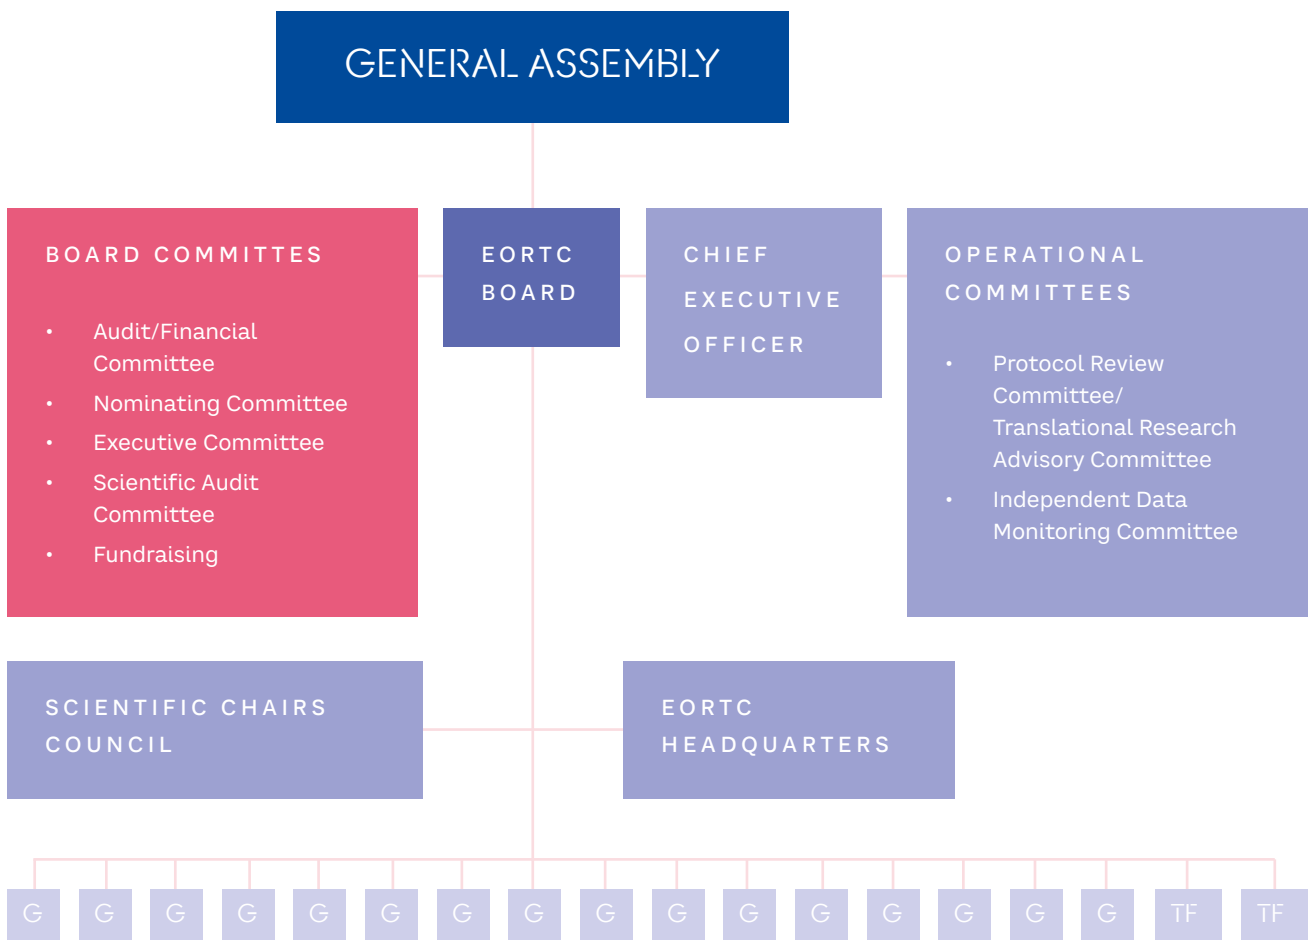 GENERAL ASSEMBLY
BOARD COMMITTES
• Audit/Financial
Committee
• Nominating Committee
• Executive Committee
• Scientific Audit
Committee
• Fundraising
EORTC
BOARD
CHIEF
EXECUTIVE
OFFICER
OPERATIONAL
COMMITTEES
• Protocol Review
Committee/
Translational Research
Advisory Committee
• Independent Data
Monitoring Committee
SCIENTIFIC CHAIRS
COUNCIL
EORTC
HEADQUARTERS
G G G G G G G G G G G G G G G G TF TF